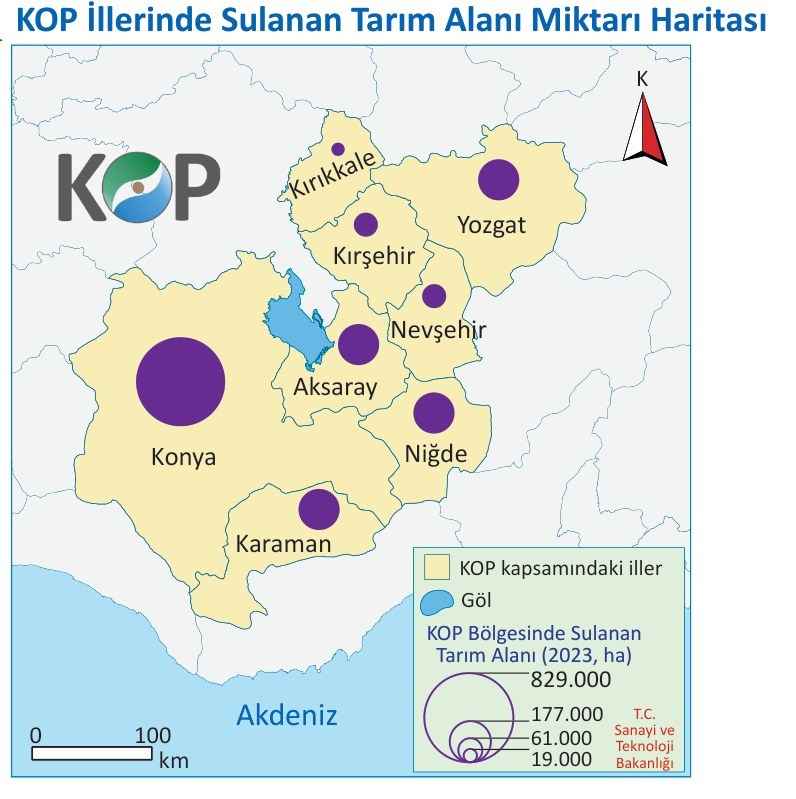 KOP İllerinde Sulanan Tarım Alanı Miktarı Haritası
K
KOP
Kırıkkale
Yozgat
Kırşehir
Nevşehir
Aksaray
Konya
Niğde
Karaman
Akdeniz
0 100
km
KOP kapsamındaki iller
Göl
KOP Bölgesinde Sulanan
Tarım Alanı (2023, ha)
829.000
177.000
61.000
19.000
T.C.
Sanayi ve
Teknoloji
Bakanlığı